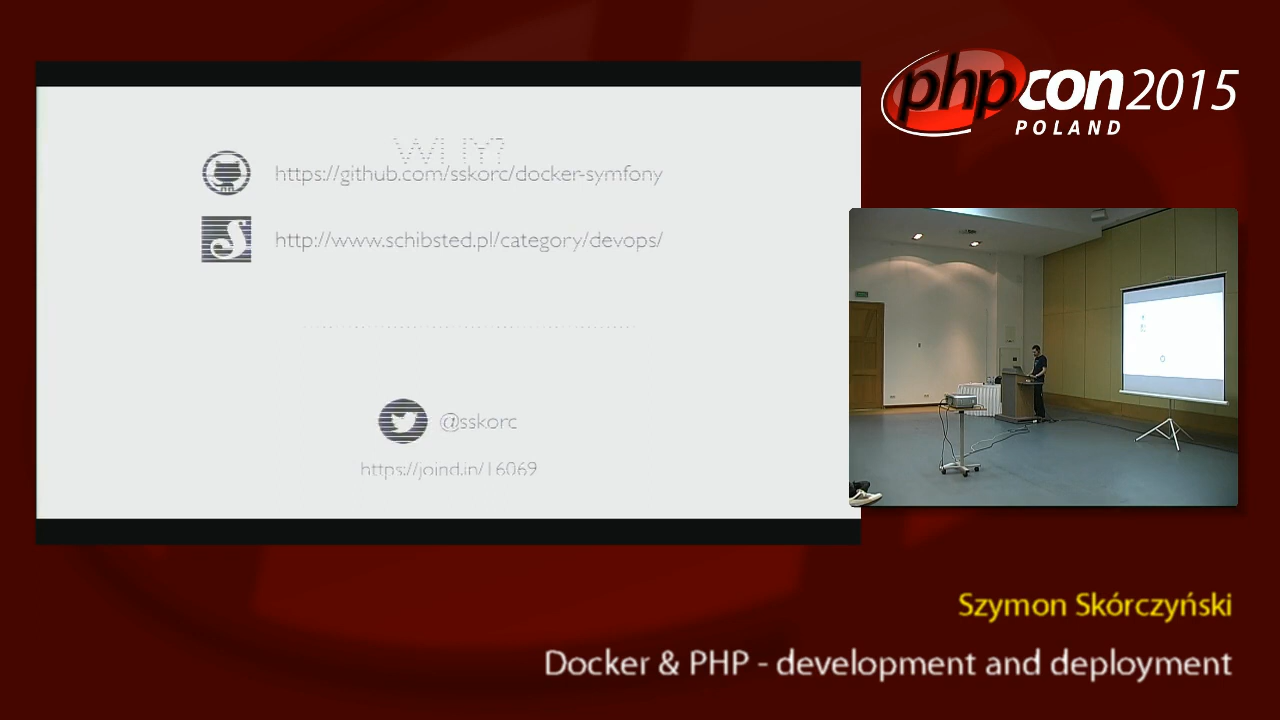 WHY?
https://github.com/sskorc/docker-symfony
http://www.schibsted.pl/category/devops/
@sskorc
https://joind.in/16069
phpcon2015
POLAND
Szymon Skórczyński
Docker & PHP - development and deployment